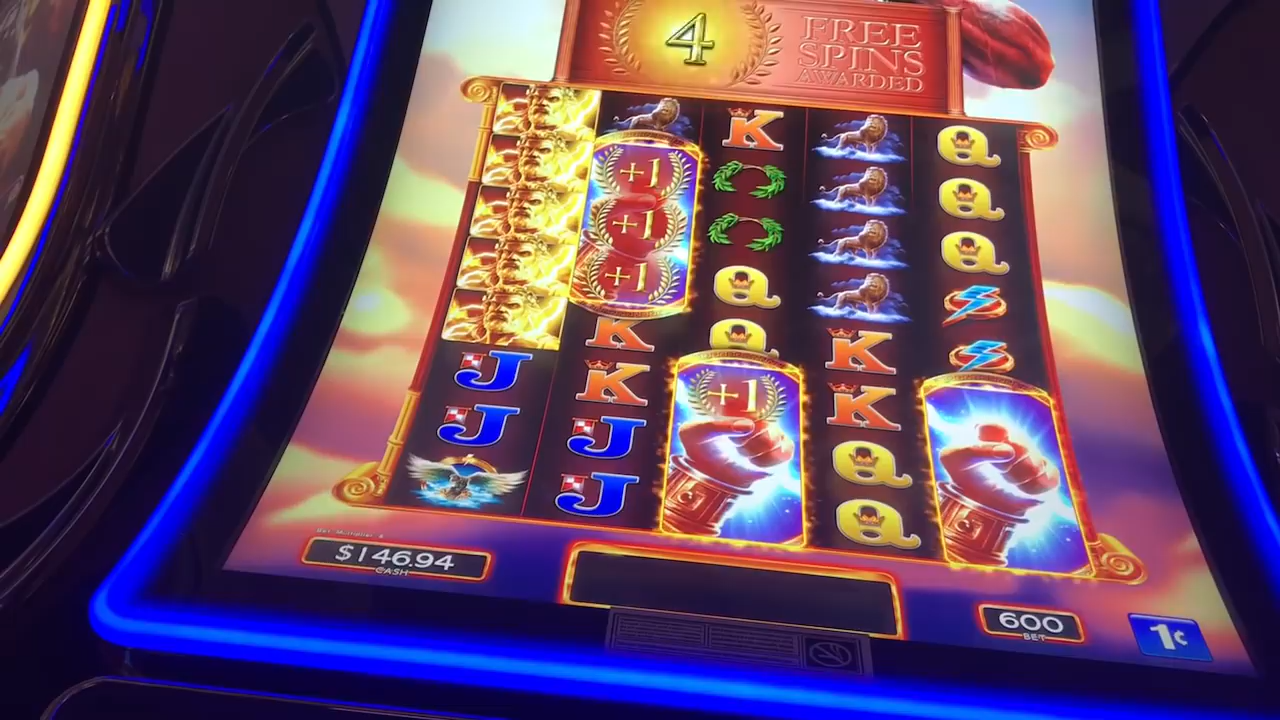 4
FREE
SPINS
AWARDED
K
Q
+1
Q
+1
Q
+1
Q
K
Q
K
J
K
+1
K
J
J
Q
J
Q
$146.94
CASH
600
BET
1¢